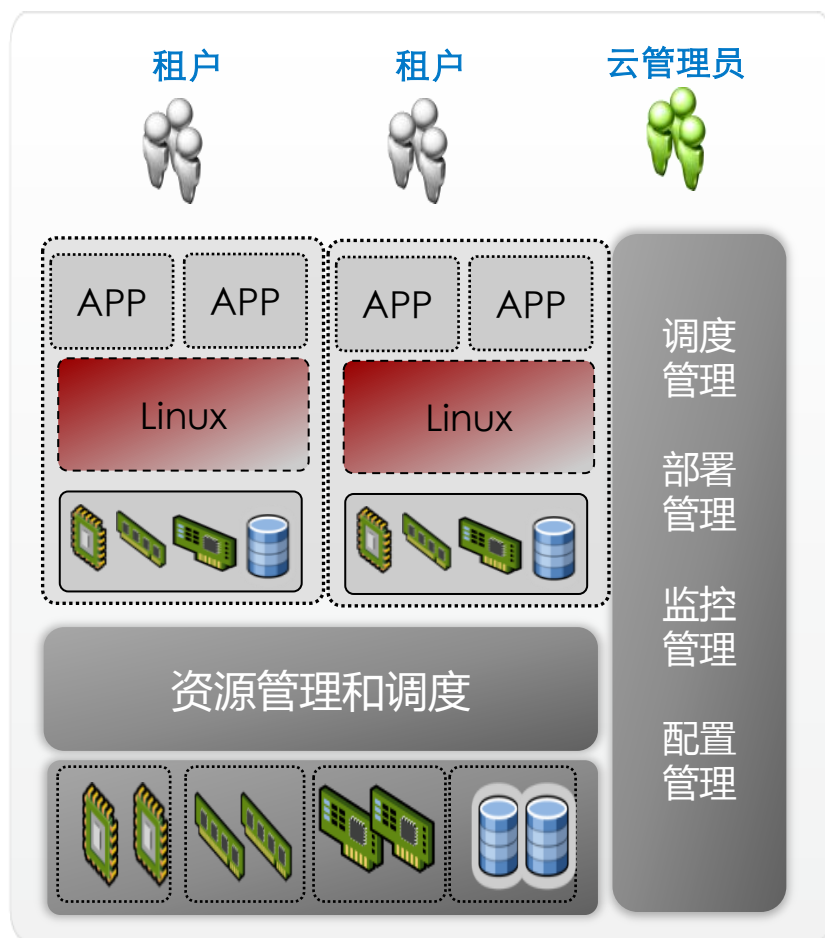 租户
租户
云管理员
APP
APP
APP
APP
Linux
Linux
资源管理和调度
调度
管理
部署
管理
监控
管理
配置
管理